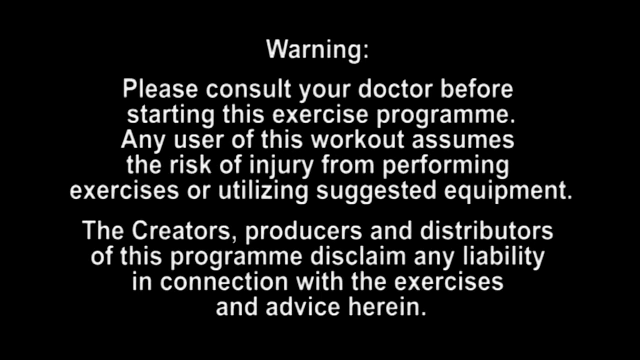 Warning:
Please consult your doctor before
starting this exercise programme.
Any user of this workout assumes
the risk of injury from performing
exercises or utilizing suggested equipment.
The Creators, producers and distributors
of this programme disclaim any liability
in connection with the exercises
and advice herein.